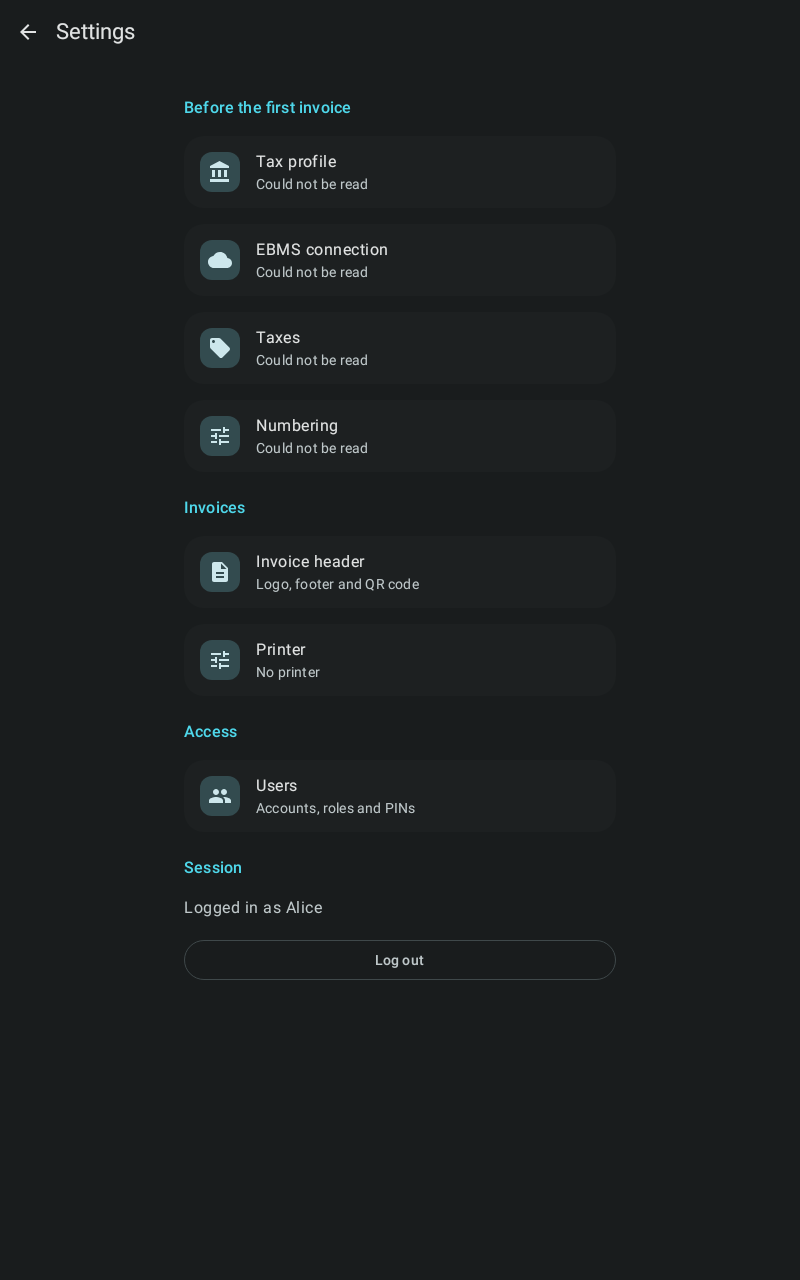 Settings
Before the first invoice
Tax profile
Could not be read
EBMS connection
Could not be read
Taxes
Could not be read
Numbering
Could not be read
Invoices
Invoice header
Logo, footer and QR code
Printer
No printer
Access
Users
Accounts, roles and PINs
Session
Logged in as Alice
Log out